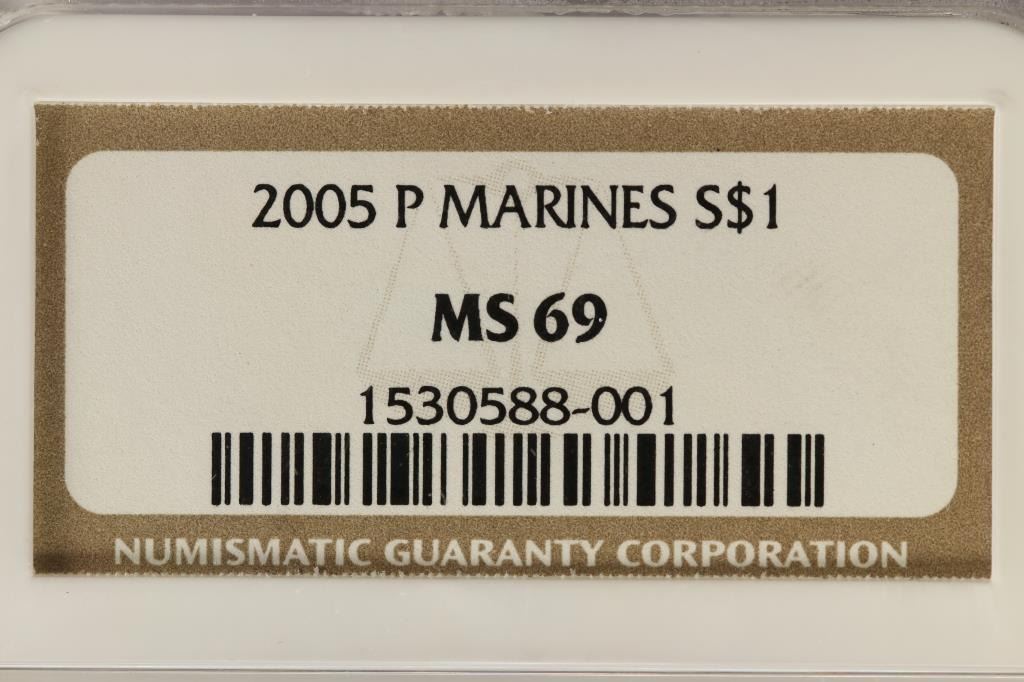 2005 P MARINES S$1
MS 69
1530588-001
NUMISMATIC GUARANTY CORPORATION